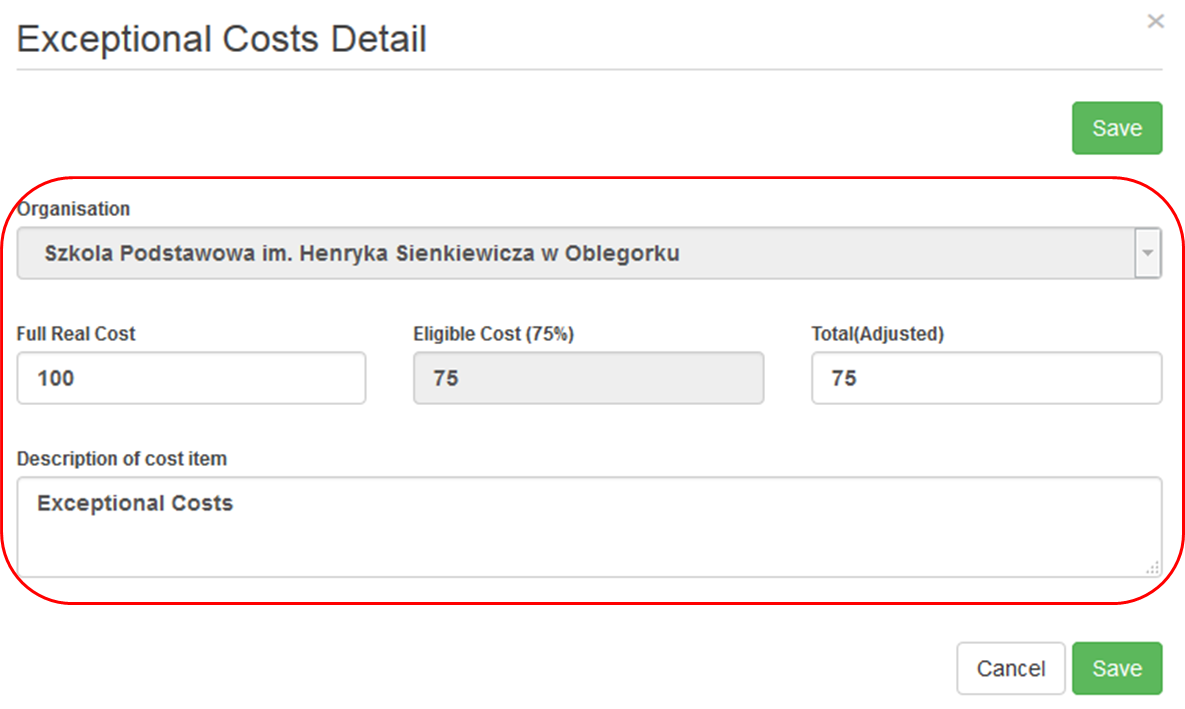 Exceptional Costs Detail
×
Save
Organisation
Szkola Podstawowa im. Henryka Sienkiewicza w Oblegorku
Full Real Cost Eligible Cost (75%) Total(Adjusted)
100 75 75
Description of cost item
Exceptional Costs
Cancel Save